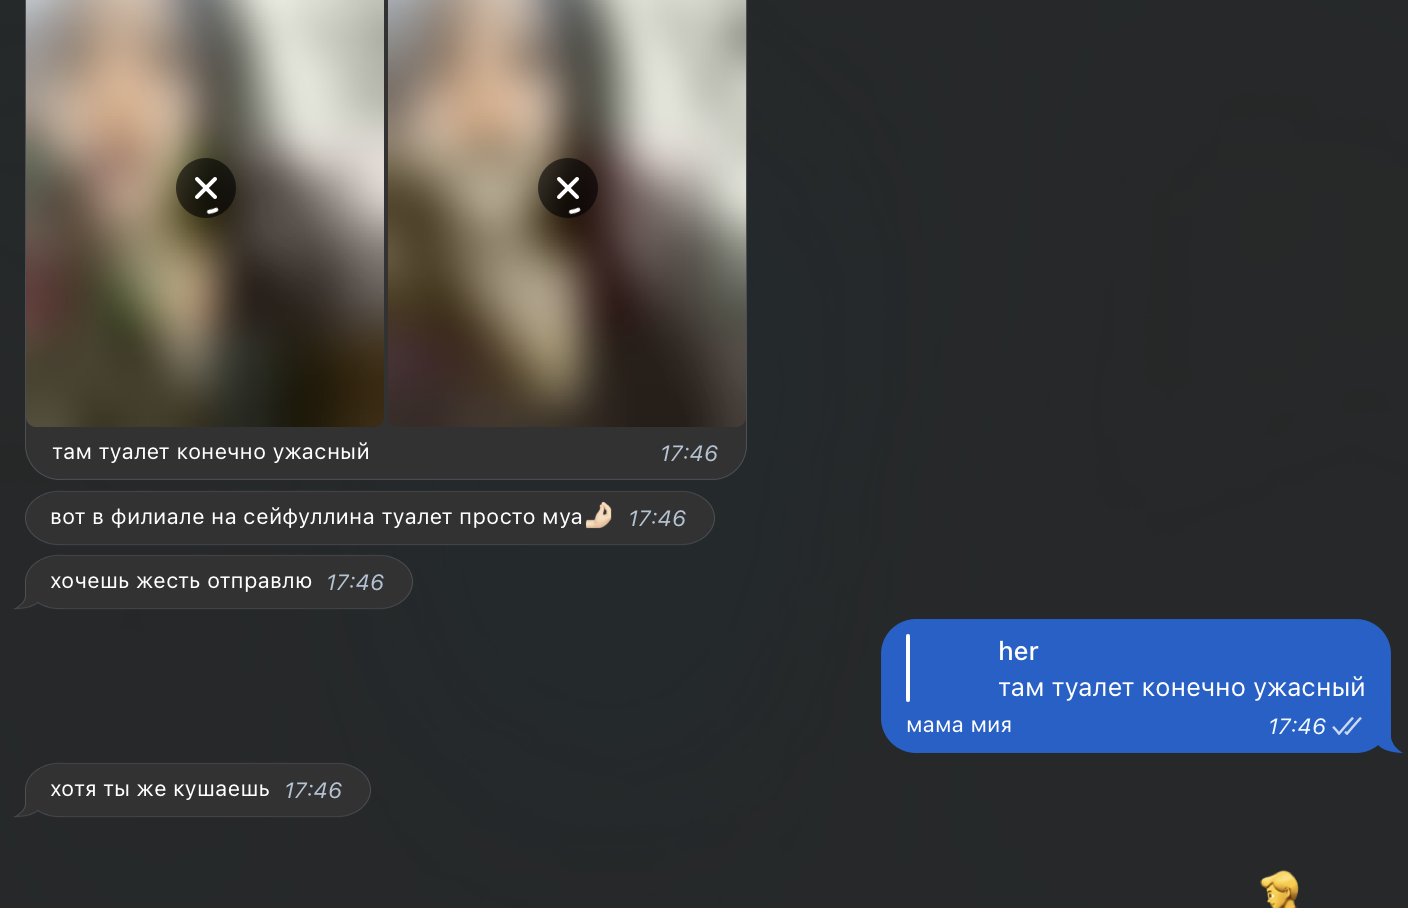 там туалет конечно ужасный 17:46
вот в филиале на сейфуллина туалет просто муа🤌🏻 17:46
хочешь жесть отправлю 17:46
her
там туалет конечно ужасный
мама мия 17:46
хотя ты же кушаешь 17:46